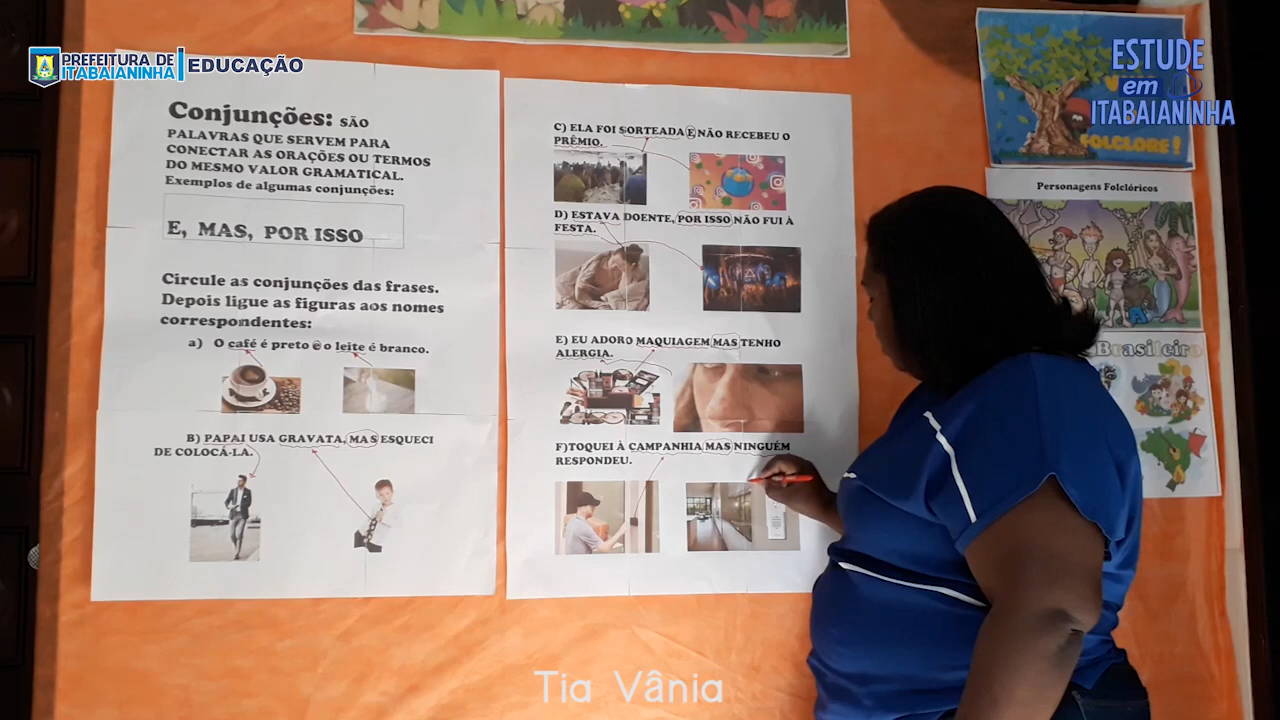 PREFEITURA DE
ITABAIANINHA
EDUCAÇÃO
ESTUDE
em
ITABAIANINHA
Conjunções: SÃO
PALAVRAS QUE SERVEM PARA
CONECTAR AS ORAÇÕES OU TERMOS
DO MESMO VALOR GRAMATICAL.
Exemplos de algumas conjunções:
E, MAS, POR ISSO
Circule as conjunções das frases.
Depois ligue as figuras aos nomes
correspondentes:
a) O café é preto e o leite é branco.
B) PAPAI USA GRAVATA, MAS ESQUECI
DE COLOCÁ-LA.
C) ELA FOI SORTEADA E NÃO RECEBEU O
PRÊMIO.
D) ESTAVA DOENTE, POR ISSO NÃO FUI À
FESTA.
E) EU ADORO MAQUIAGEM MAS TENHO
ALERGIA.
F)TOQUEI À CAMPANHIA MAS NINGUÉM
RESPONDEU.
FOLCLORE!
Personagens Folclóricos
Brasileiro
Tia Vânia